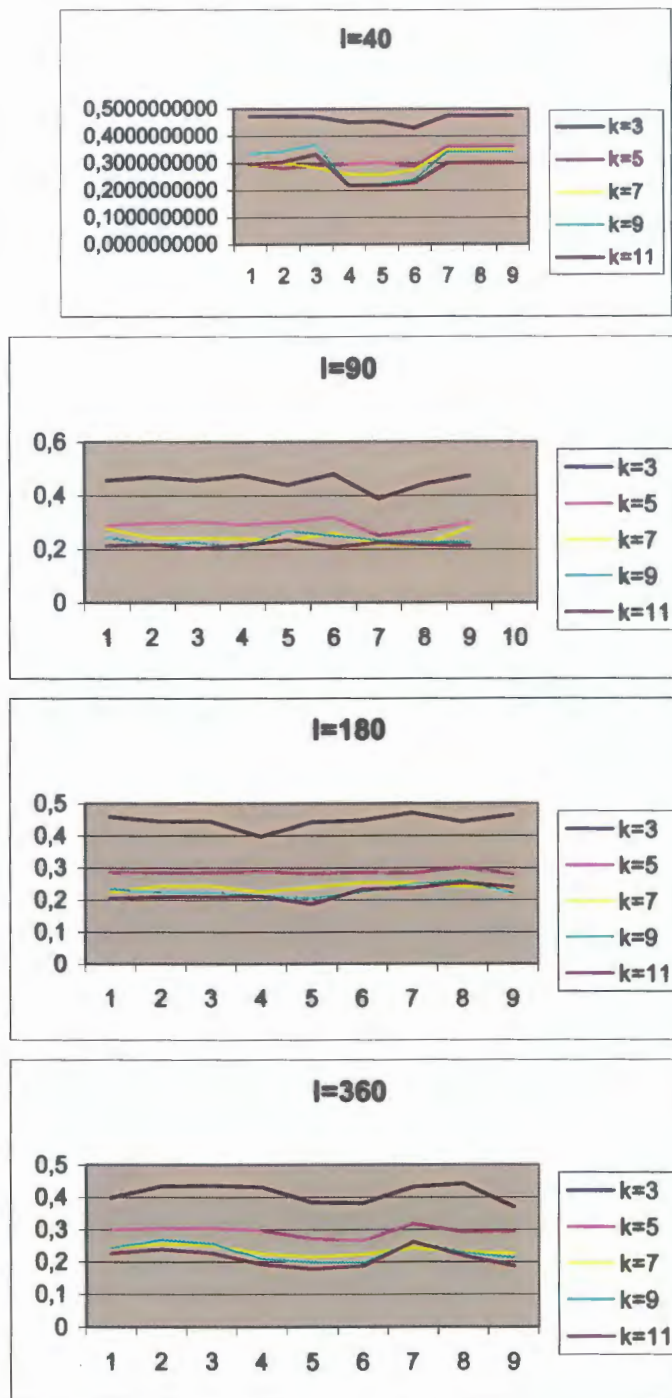 l=40
0,5000000000
0,4000000000
0,3000000000
0,2000000000
0,1000000000
0,0000000000
1 2 3 4 5 6 7 8 9
k=3
k=5
k=7
k=9
k=11
l=90
0,6
0,4
0,2
0
1 2 3 4 5 6 7 8 9 10
k=3
k=5
k=7
k=9
k=11
l=180
0,5
0,4
0,3
0,2
0,1
0
1 2 3 4 5 6 7 8 9
k=3
k=5
k=7
k=9
k=11
l=360
0,5
0,4
0,3
0,2
0,1
0
1 2 3 4 5 6 7 8 9
k=3
k=5
k=7
k=9
k=11